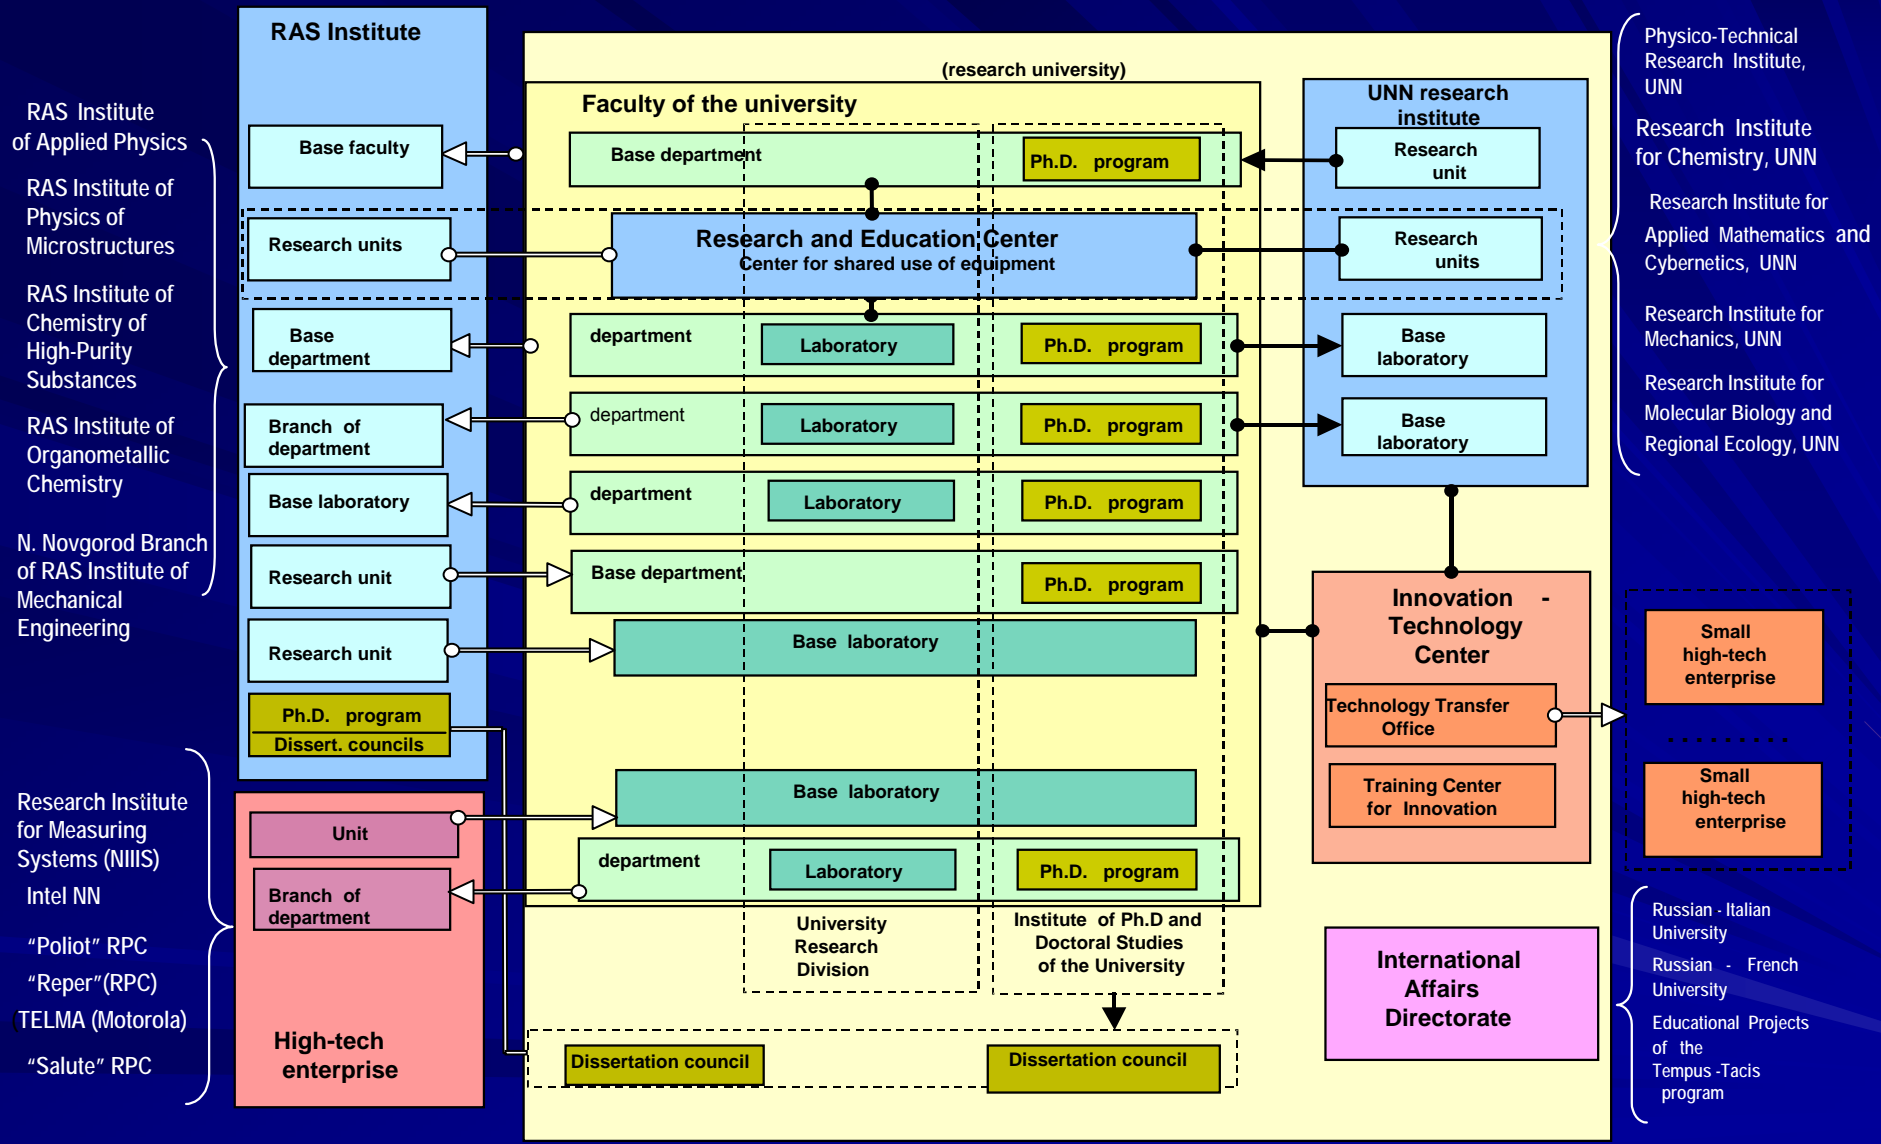 RAS Institute
of Applied Physics
RAS Institute of
Physics of
Microstructures
RAS Institute of
Chemistry of
High-Purity
Substances
RAS Institute of
Organometallic
Chemistry
N. Novgorod Branch
of RAS Institute of
Mechanical
Engineering
Research Institute
for Measuring
Systems (NIIIS)
Intel NN
“Poliot” RPC
“Reper”(RPC)
(TELMA (Motorola)
“Salute” RPC
RAS Institute
Base faculty
Research units
Base
department
Branch of
department
Base laboratory
Research unit
Research unit
Ph.D. program
Dissert. councils
Unit
Branch of
department
High-tech
enterprise
(research university)
Faculty of the university
Base department
Ph.D. program
Research and Education Center
Center for shared use of equipment
department
Laboratory
Ph.D. program
department
Laboratory
Ph.D. program
department
Laboratory
Ph.D. program
Base department
Ph.D. program
Base laboratory
Base laboratory
department
Laboratory
Ph.D. program
University
Research
Division
Institute of Ph.D and
Doctoral Studies
of the University
Dissertation council
Dissertation council
UNN research
institute
Research
unit
Research
units
Base
laboratory
Base
laboratory
Innovation -
Technology
Center
Technology Transfer
Office
Training Center
for Innovation
International
Affairs
Directorate
Physico-Technical
Research Institute,
UNN
Research Institute
for Chemistry, UNN
Research Institute for
Applied Mathematics and
Cybernetics, UNN
Research Institute for
Mechanics, UNN
Research Institute for
Molecular Biology and
Regional Ecology, UNN
Small
high-tech
enterprise
. . . . . . . . .
Small
high-tech
enterprise
Russian - Italian
University
Russian - French
University
Educational Projects
of the
Tempus -Tacis
program